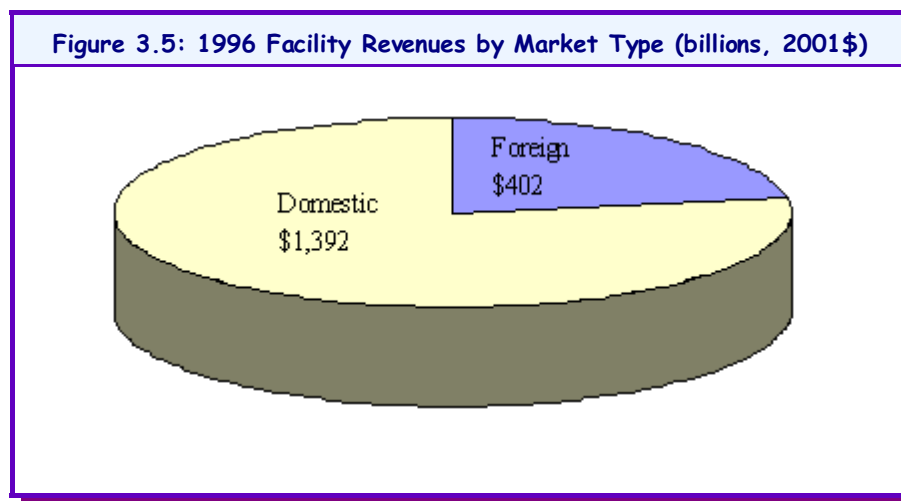 Figure 3.5: 1996 Facility Revenues by Market Type (billions, 2001$)
Foreign
$402
Domestic
$1,392